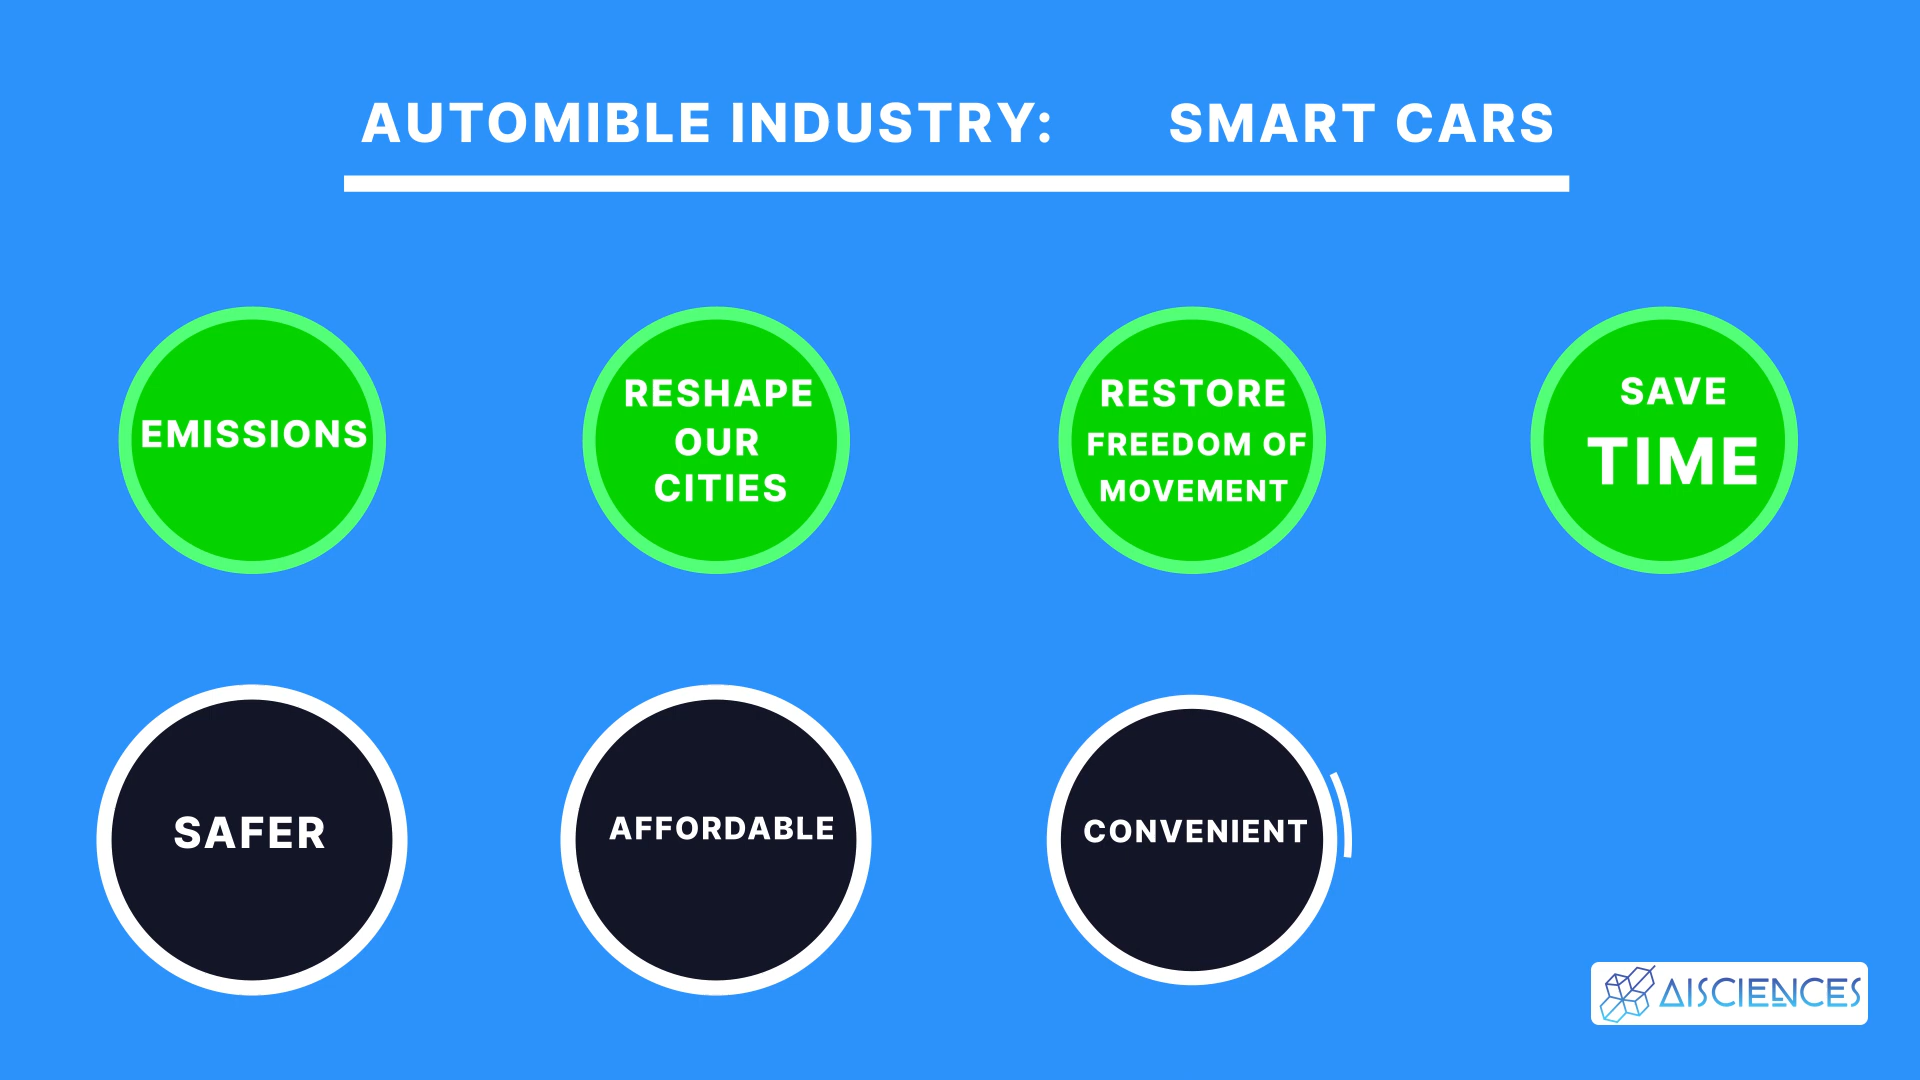 AUTOMIBLE INDUSTRY: SMART CARS
EMISSIONS
RESHAPE
OUR
CITIES
RESTORE
FREEDOM OF
MOVEMENT
SAVE
TIME
SAFER
AFFORDABLE
CONVENIENT
AISCIENCES